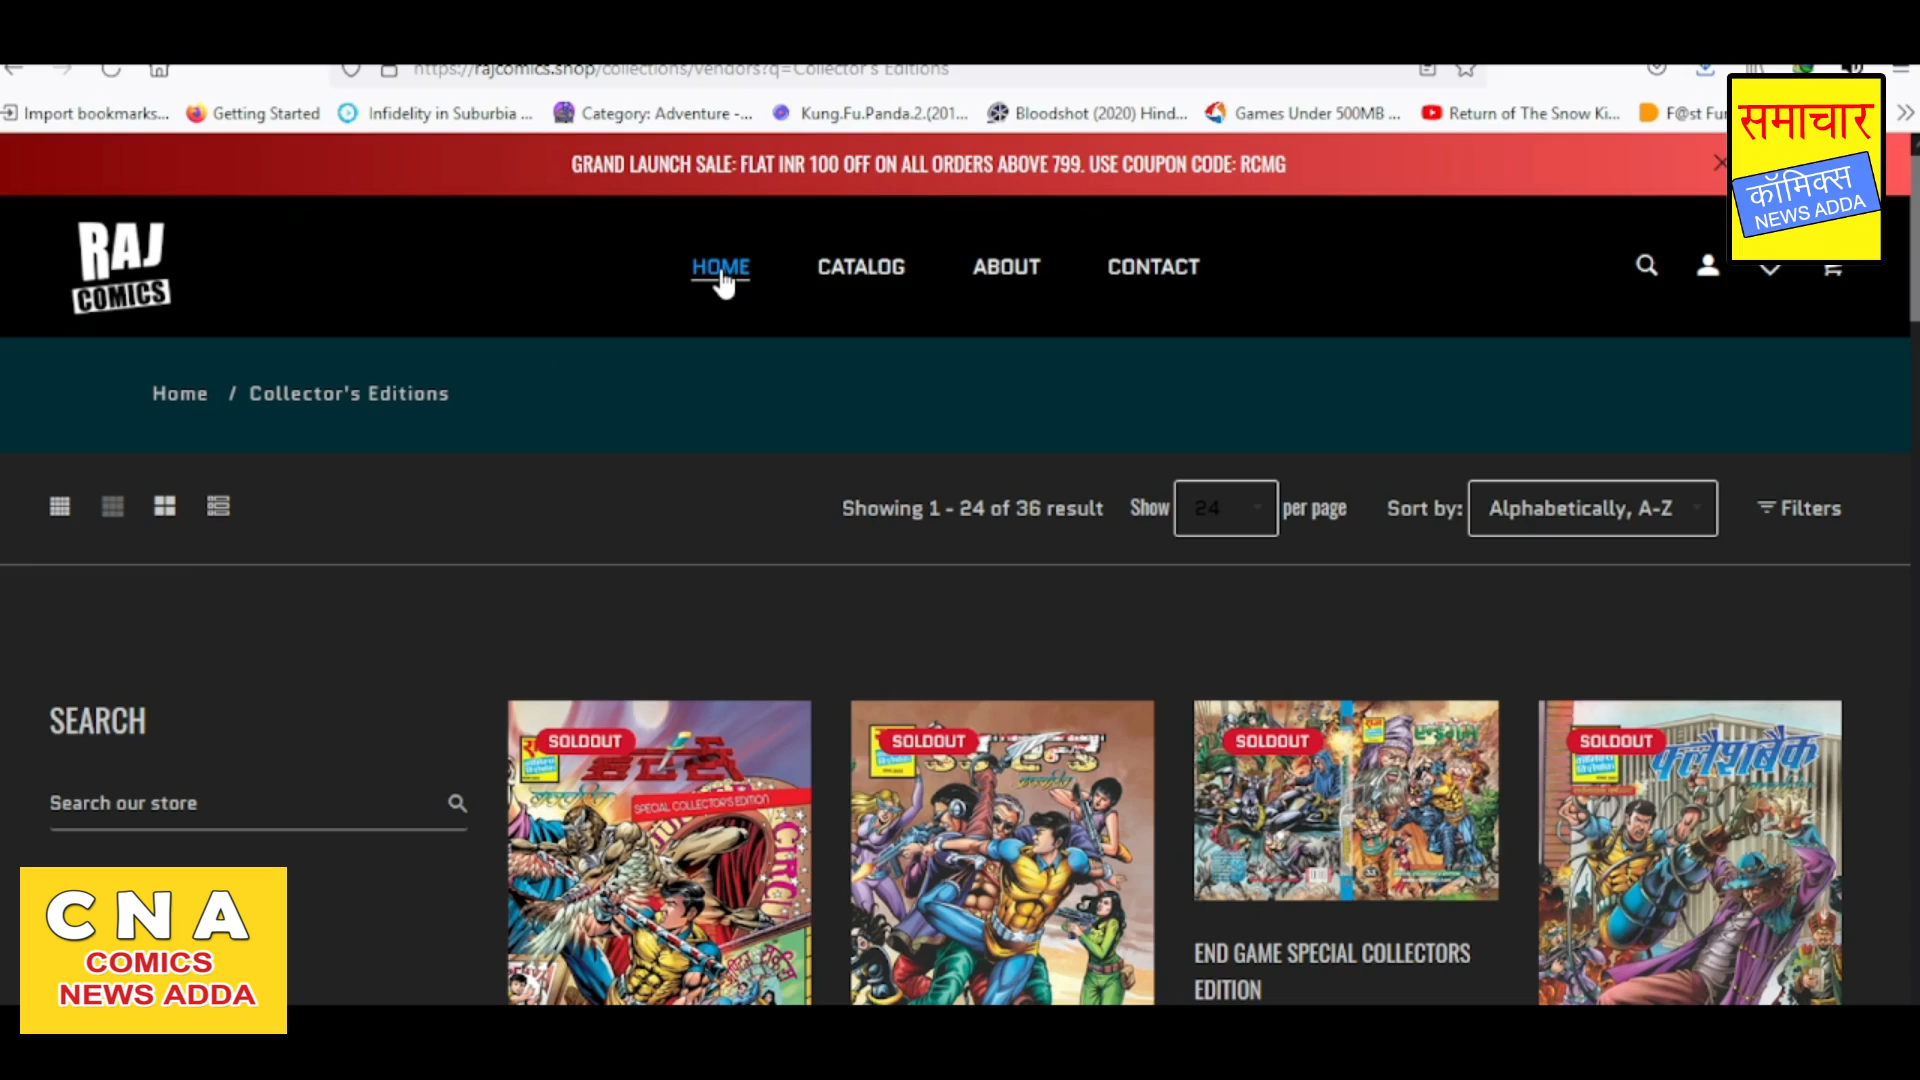 https://rajcomics.shop/collections/vendors?q=Collector's Editions
Import bookmarks...
Getting Started
Infidelity in Suburbia ...
Category: Adventure -...
Kung.Fu.Panda.2.(201...
Bloodshot (2020) Hind...
Games Under 500MB ...
Return of The Snow Ki...
F@st Fu
समाचार
कॉमिक्स
NEWS ADDA
GRAND LAUNCH SALE: FLAT INR 100 OFF ON ALL ORDERS ABOVE 799. USE COUPON CODE: RCMG
RAJ
COMICS
HOME
CATALOG
ABOUT
CONTACT
Home / Collector's Editions
Showing 1 - 24 of 36 result
Show 24 per page
Sort by: Alphabetically, A-Z
Filters
SEARCH
Search our store
SOLDOUT
SPECIAL COLLECTOR'S EDITION
SOLDOUT
SOLDOUT
END GAME SPECIAL COLLECTORS
EDITION
SOLDOUT
फ्लैशबैक
C N A
COMICS
NEWS ADDA